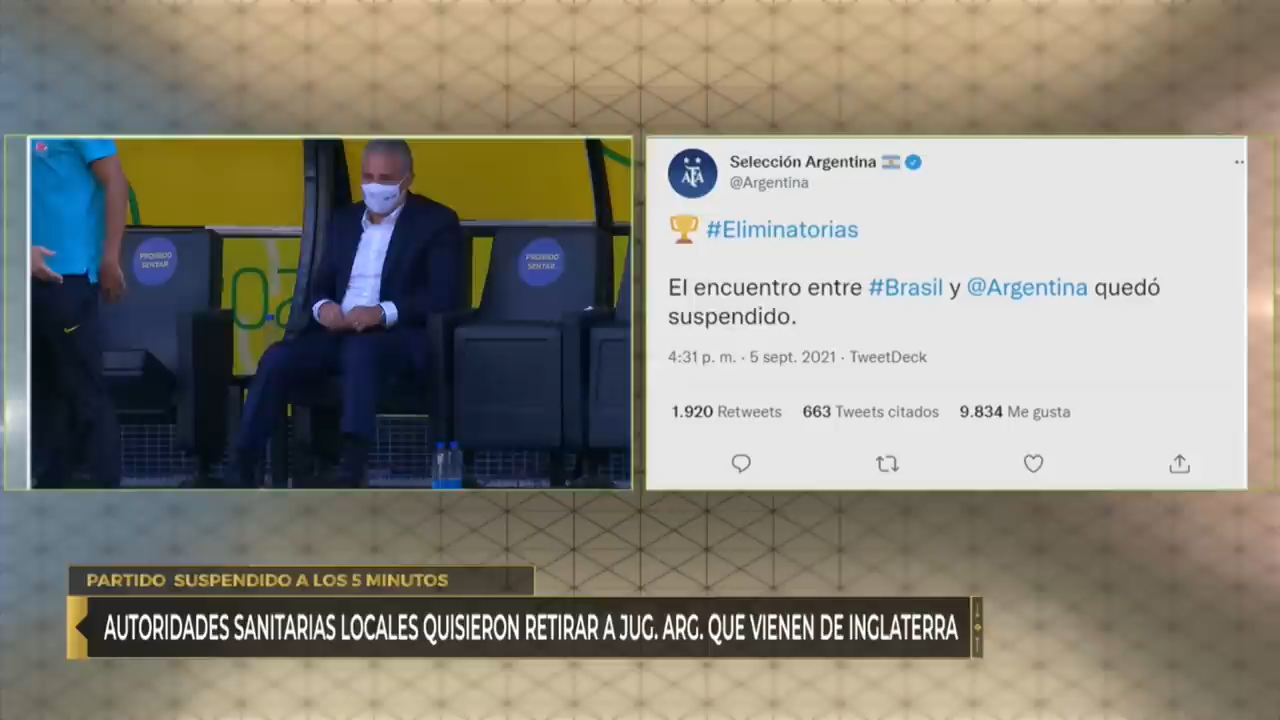 PROIBIDO
SENTAR
02
PROIBIDO
SENTAR
AFA
Selección Argentina
@Argentina
#Eliminatorias
El encuentro entre #Brasil y @Argentina quedó
suspendido.
4:31 p. m. · 5 sept. 2021 · TweetDeck
1.920 Retweets 663 Tweets citados 9.834 Me gusta
PARTIDO SUSPENDIDO A LOS 5 MINUTOS
AUTORIDADES SANITARIAS LOCALES QUISIERON RETIRAR A JUG. ARG. QUE VIENEN DE INGLATERRA